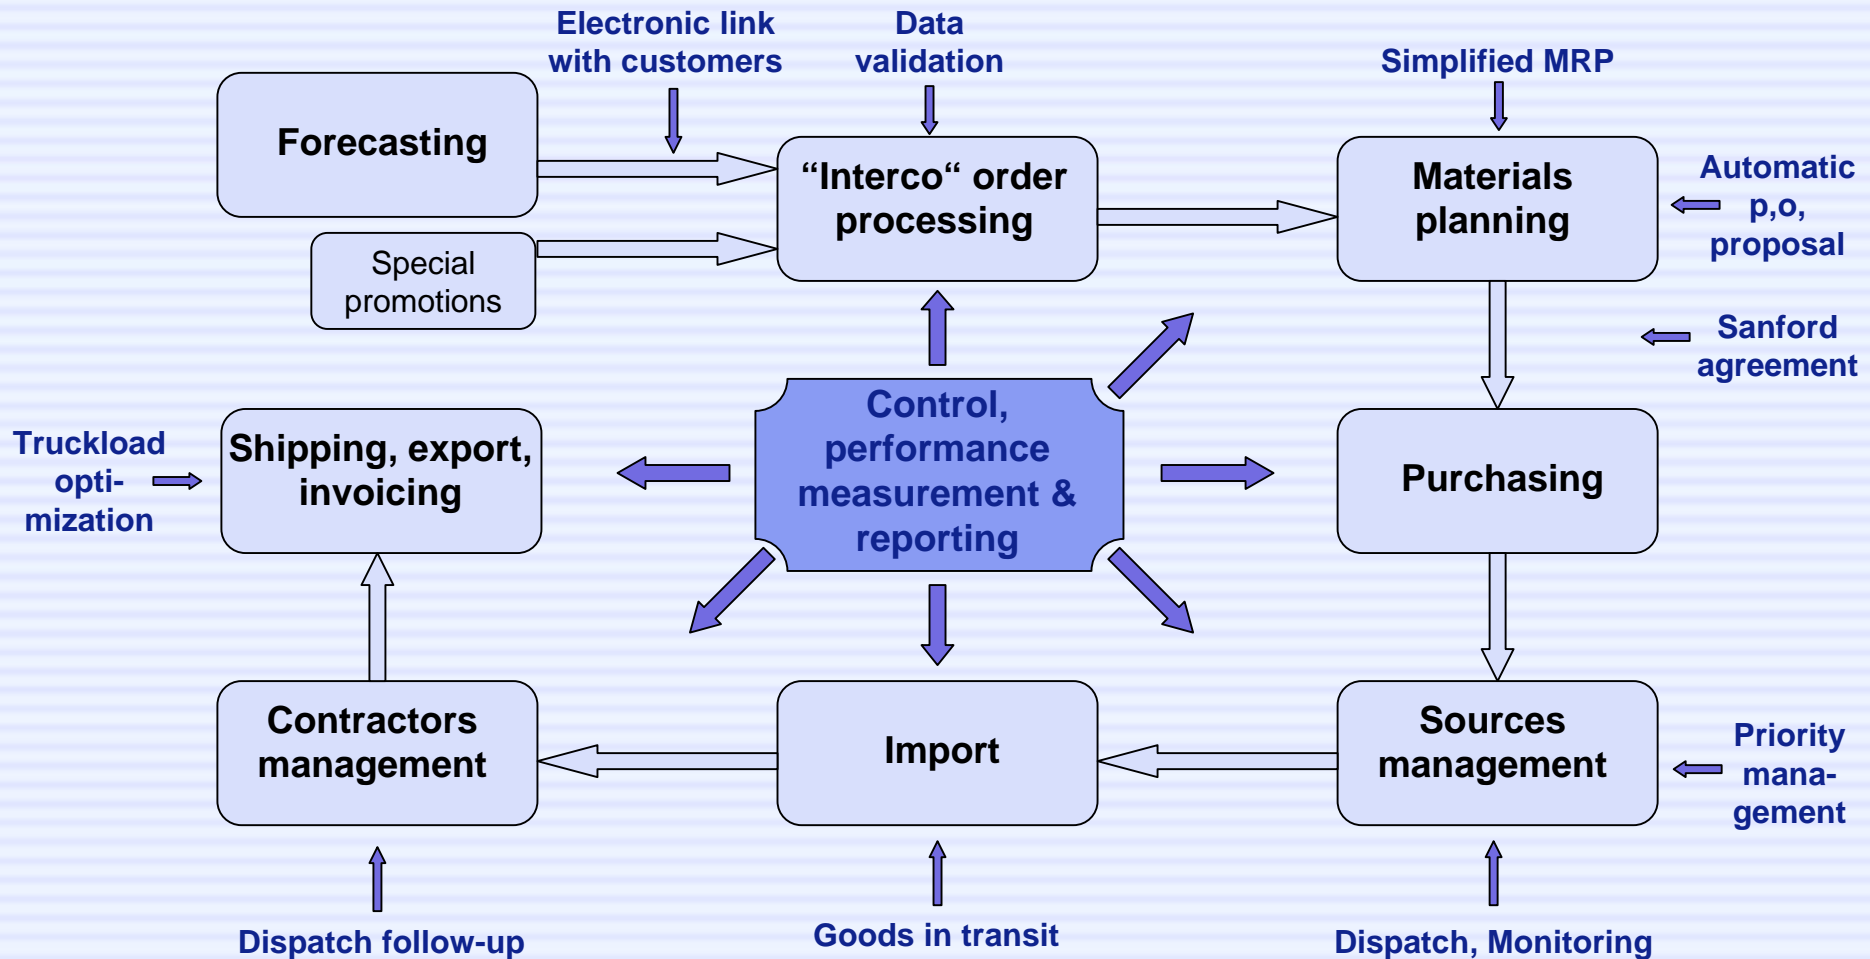 Electronic link
with customers
Data
validation
Simplified MRP
Forecasting
“Interco“ order
processing
Materials
planning
Automatic
p,o,
proposal
Special
promotions
Sanford
agreement
Control,
performance
measurement &
reporting
Truckload
opti-
mization
Shipping, export,
invoicing
Purchasing
Contractors
management
Import
Sources
management
Priority
mana-
gement
Dispatch follow-up
Goods in transit
Dispatch, Monitoring